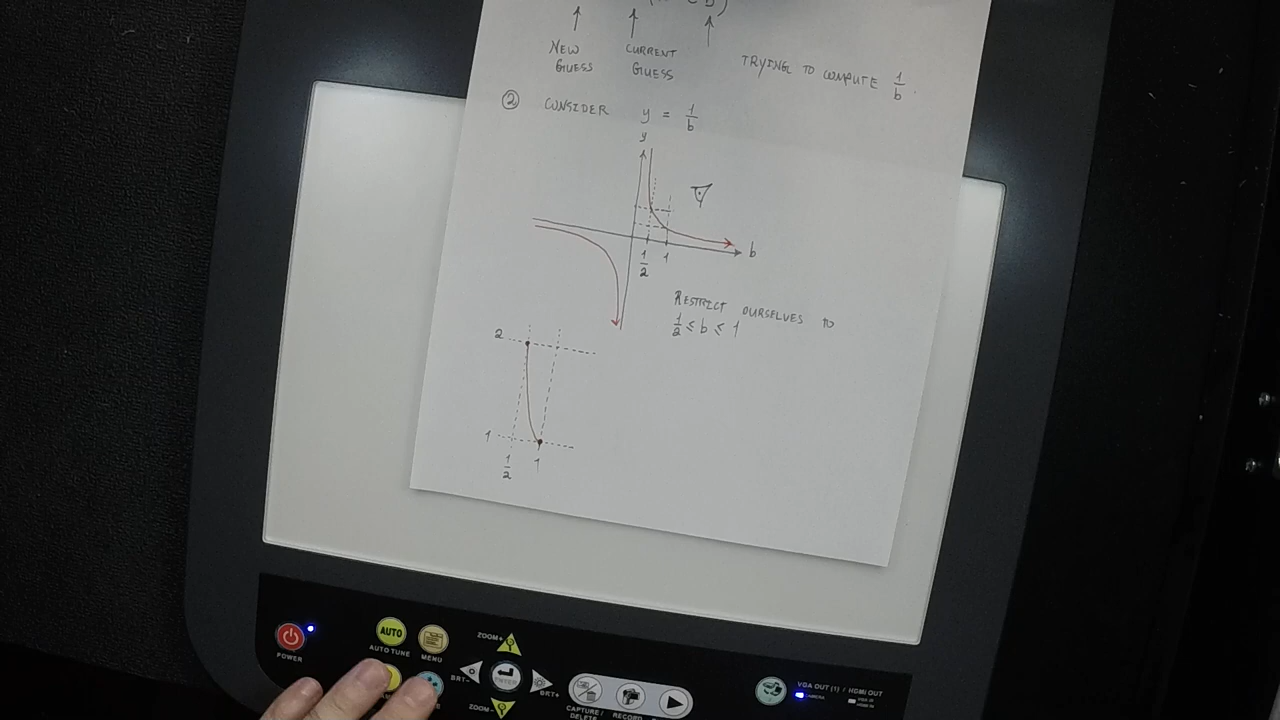 NEW CURRENT
GUESS GUESS
TRYING TO COMPUTE 1/b.
② CONSIDER y = 1/b
y
b
1/2 1
RESTRICT OURSELVES TO
1/2 ≤ b ≤ 1
2
1
1/2 1
POWER
AUTO
AUTO TUNE
MENU
ZOOM+
BRT-
ENTER
BRT+
ZOOM-
CAPTURE/
DELETE
RECORD
VGA OUT (1) / HDMI OUT
CAMERA